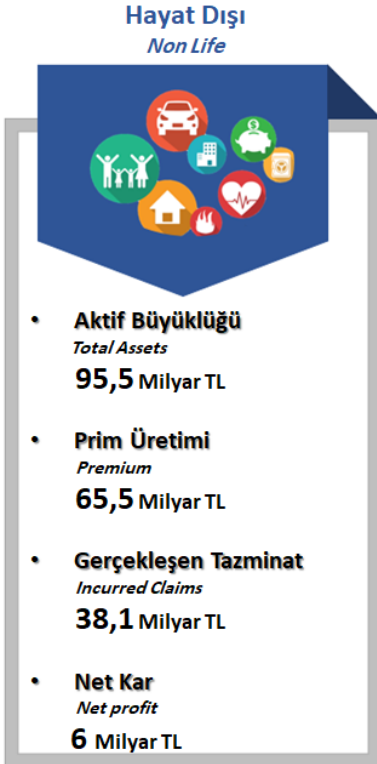 Hayat Dışı
Non Life
• Aktif Büyüklüğü
Total Assets
95,5 Milyar TL
• Prim Üretimi
Premium
65,5 Milyar TL
• Gerçekleşen Tazminat
Incurred Claims
38,1 Milyar TL
• Net Kar
Net profit
6 Milyar TL